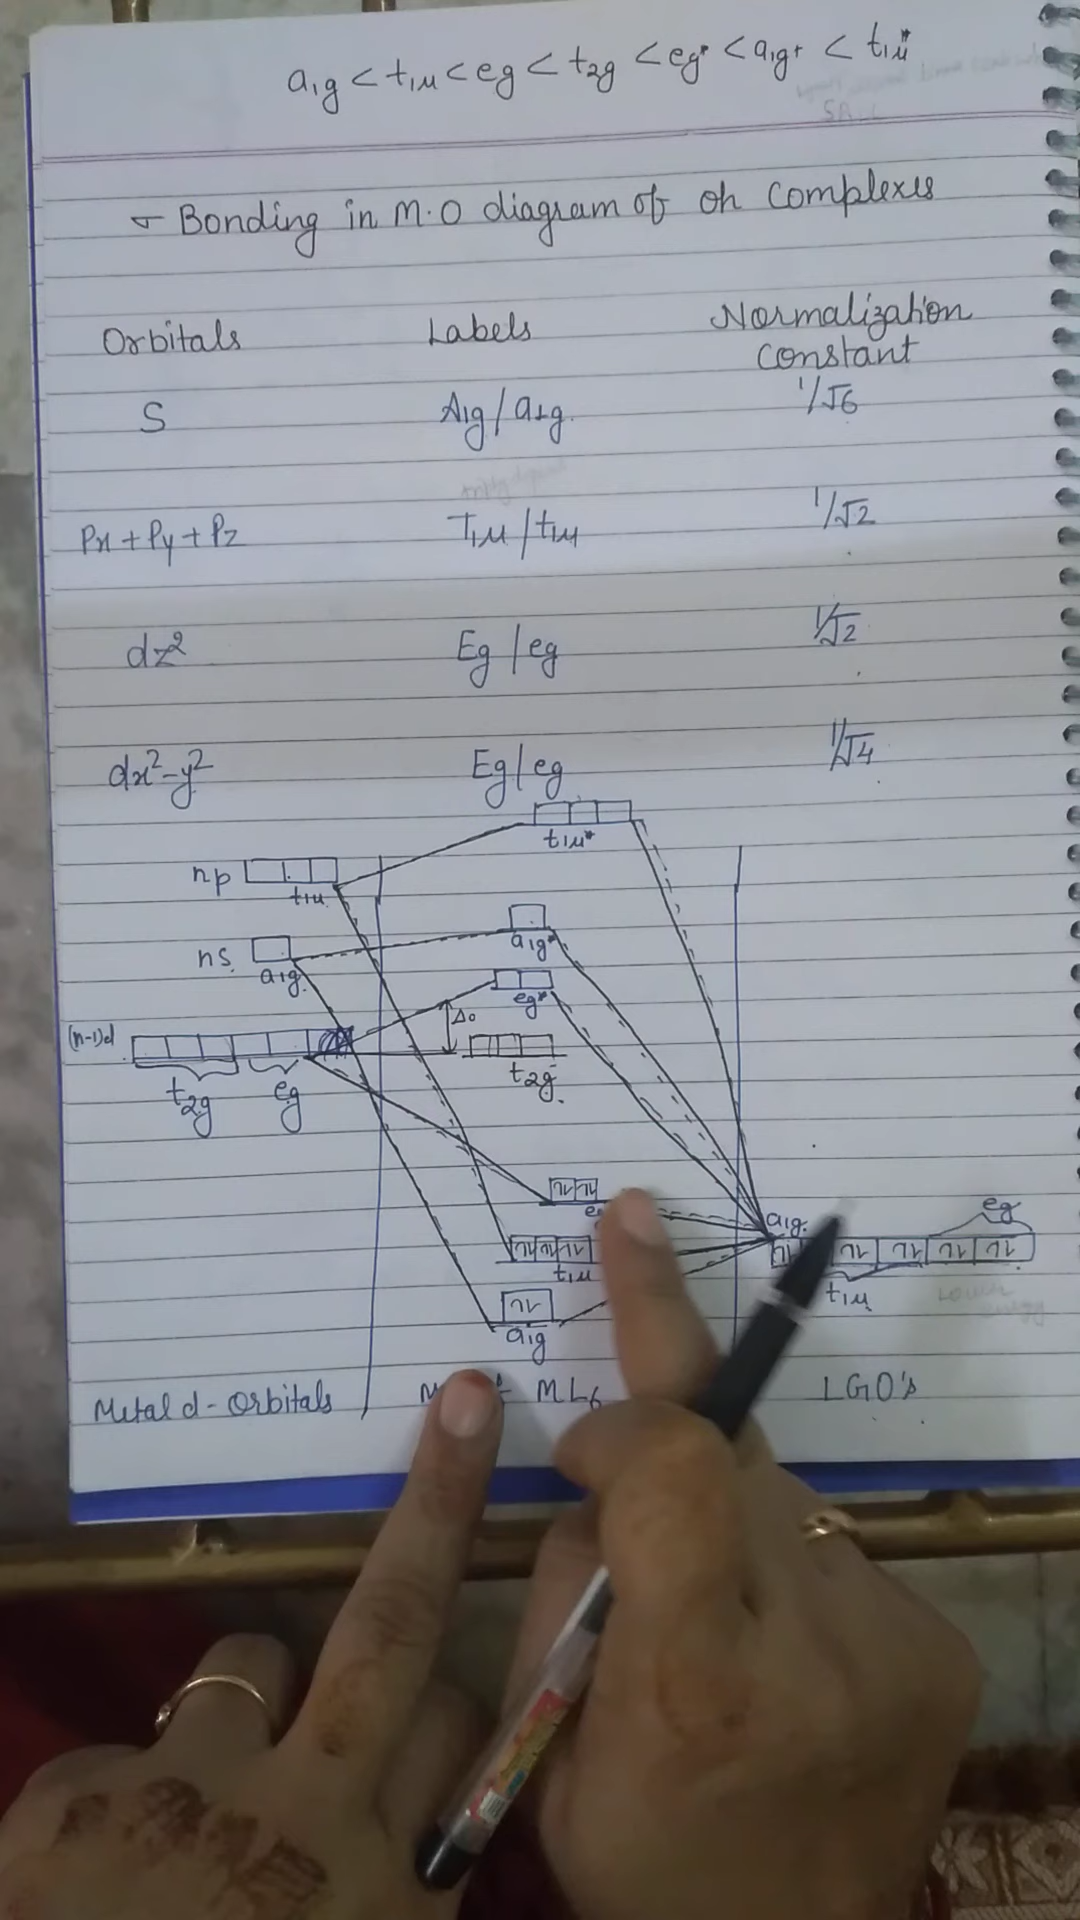 a1g < t1u < eg < t2g < eg* < a1g* < t1u*
σ - Bonding in M.O diagram of oh complexes
Orbitals Labels Normalization constant
S A1g / a1g 1/√6
Px + Py + Pz T1u / t1u 1/√2
dz² Eg / eg 1/√2
dx²-y² Eg / eg 1/√4
t1u*
np t1u
a1g*
ns a1g
eg*
(n-1)d Δo
t2g eg t2g
eg
a1g eg
t1u t1u
a1g
Metal d-Orbitals ML6 LGO's